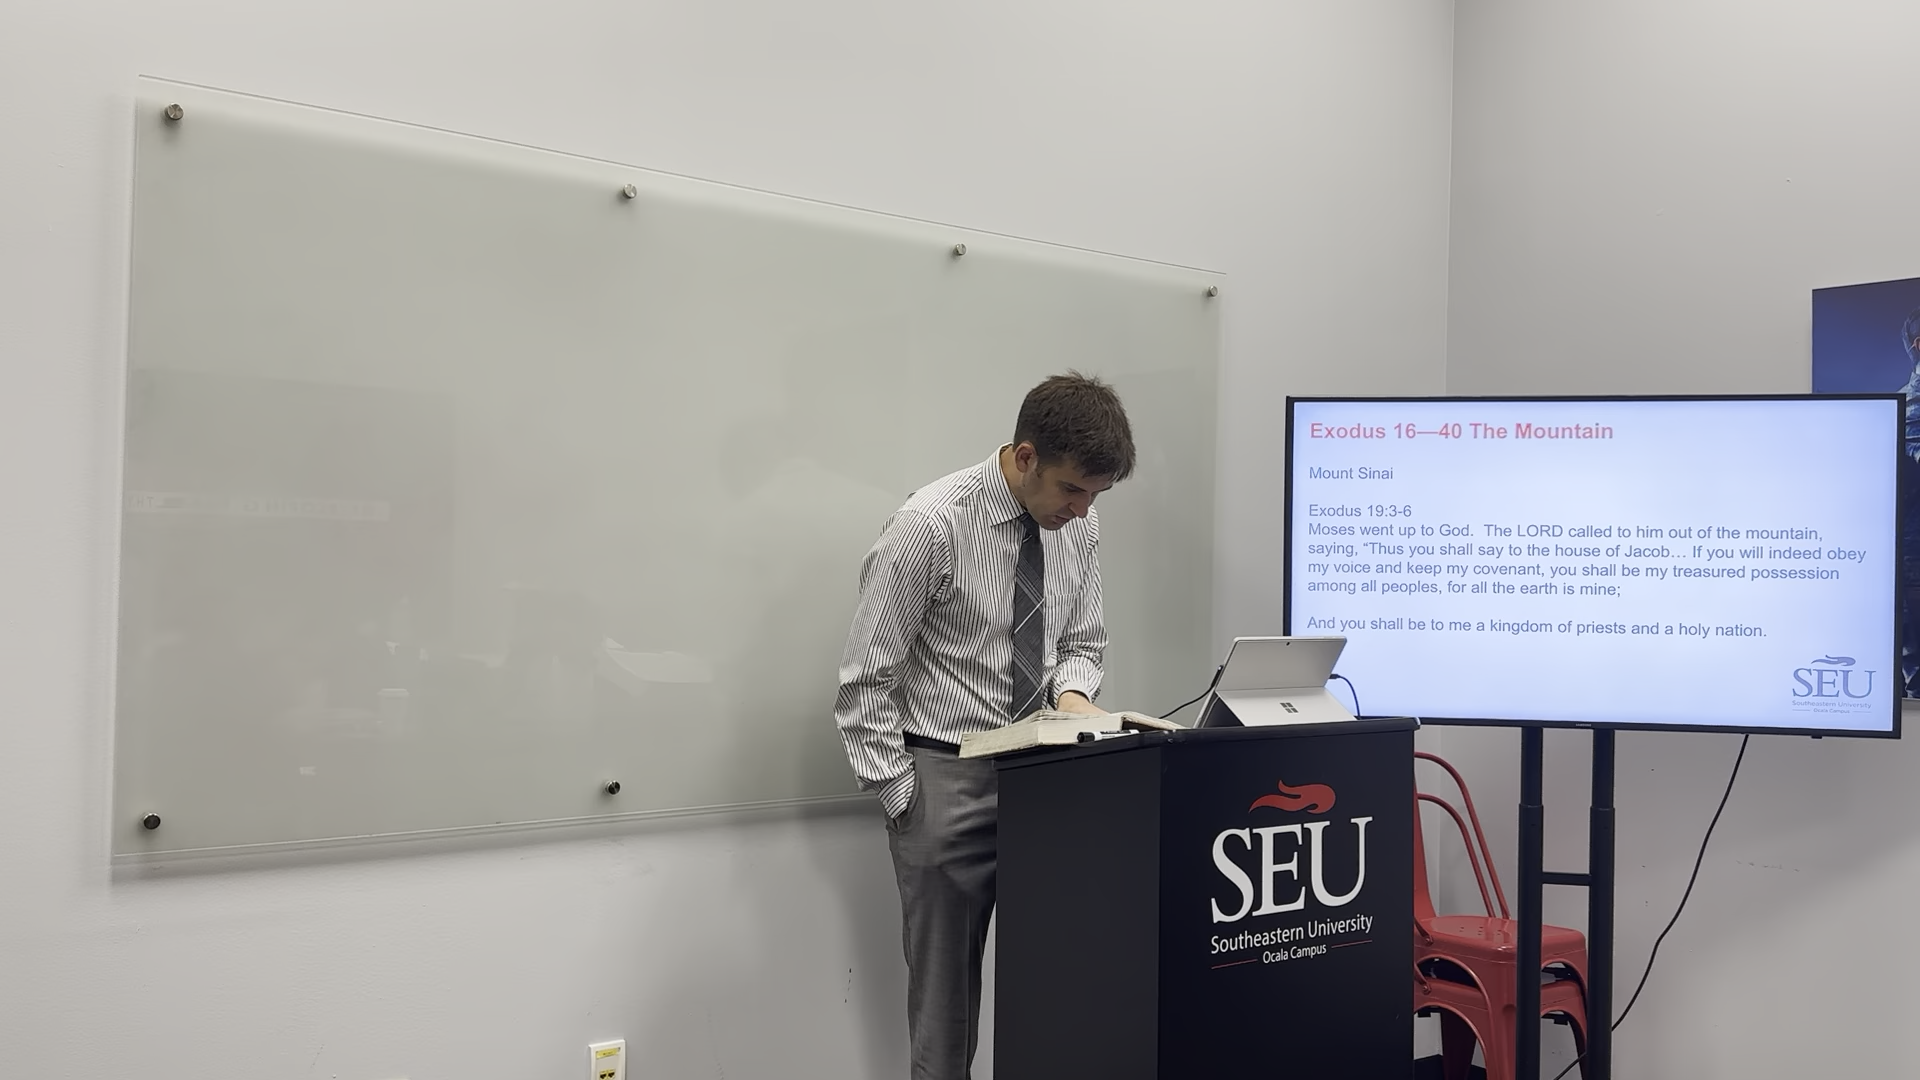 Exodus 16—40 The Mountain
Mount Sinai
Exodus 19:3-6
Moses went up to God.  The LORD called to him out of the mountain,
saying, “Thus you shall say to the house of Jacob… If you will indeed obey
my voice and keep my covenant, you shall be my treasured possession
among all peoples, for all the earth is mine;
And you shall be to me a kingdom of priests and a holy nation.
SEU
Southeastern University
Ocala Campus
SEU
Southeastern University
Ocala Campus